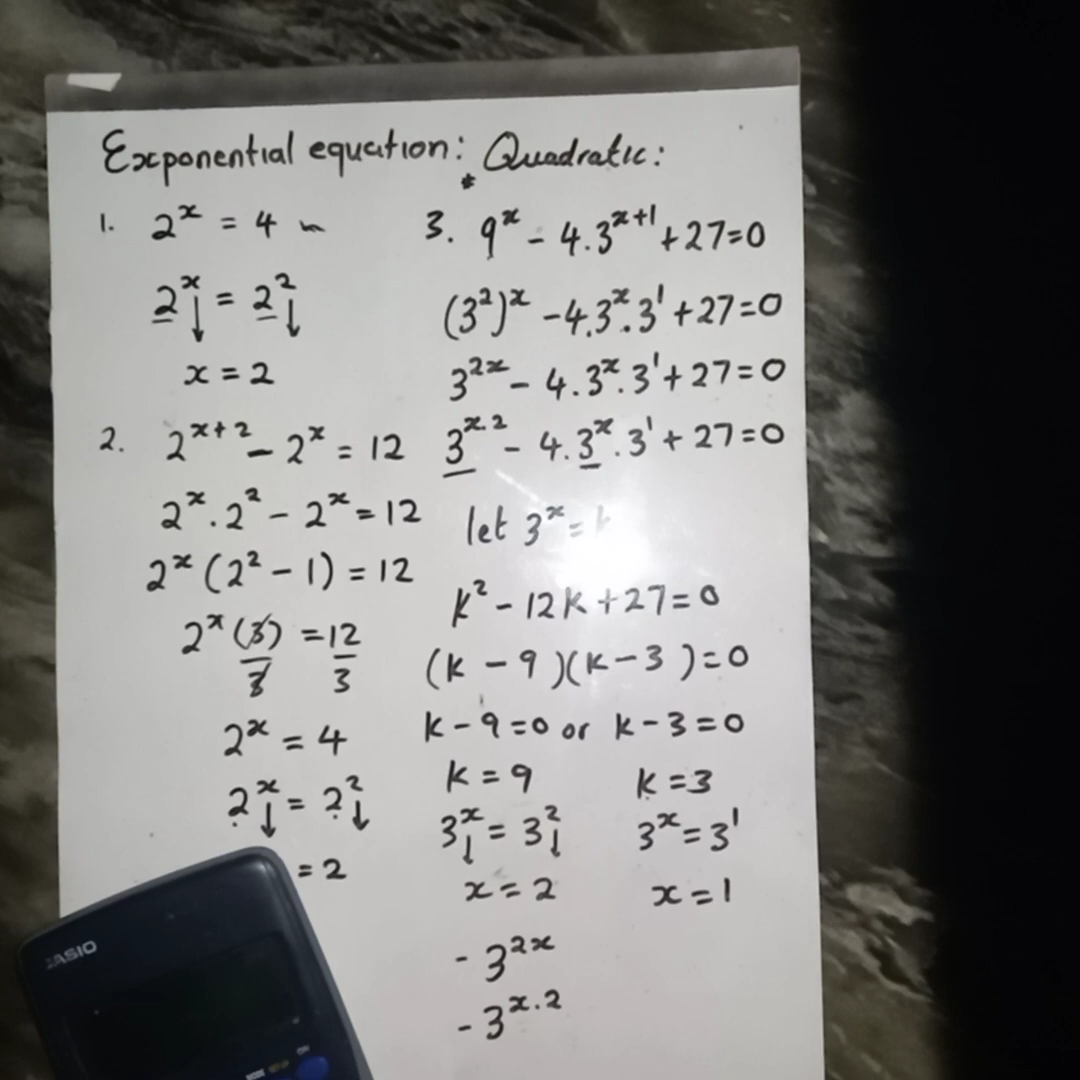 Exponential equation: * Quadratic:
1. 2^x = 4
2^x = 2^2
x = 2
2. 2^{x+2} - 2^x = 12
2^x . 2^2 - 2^x = 12
2^x (2^2 - 1) = 12
2^x (3) = 12
3 3
2^x = 4
2^x = 2^2
= 2
3. 9^x - 4.3^{x+1} + 27 = 0
(3^2)^x - 4.3^x.3^1 + 27 = 0
3^{2x} - 4.3^x.3^1 + 27 = 0
3^{x.2} - 4.3^x.3^1 + 27 = 0
let 3^x =
k^2 - 12k + 27 = 0
(k - 9)(k - 3) = 0
k - 9 = 0 or k - 3 = 0
k = 9 k = 3
3^x = 3^2 3^x = 3^1
x = 2 x = 1
- 3^{2x}
- 3^{x.2}
CASIO
MODE SETUP ON